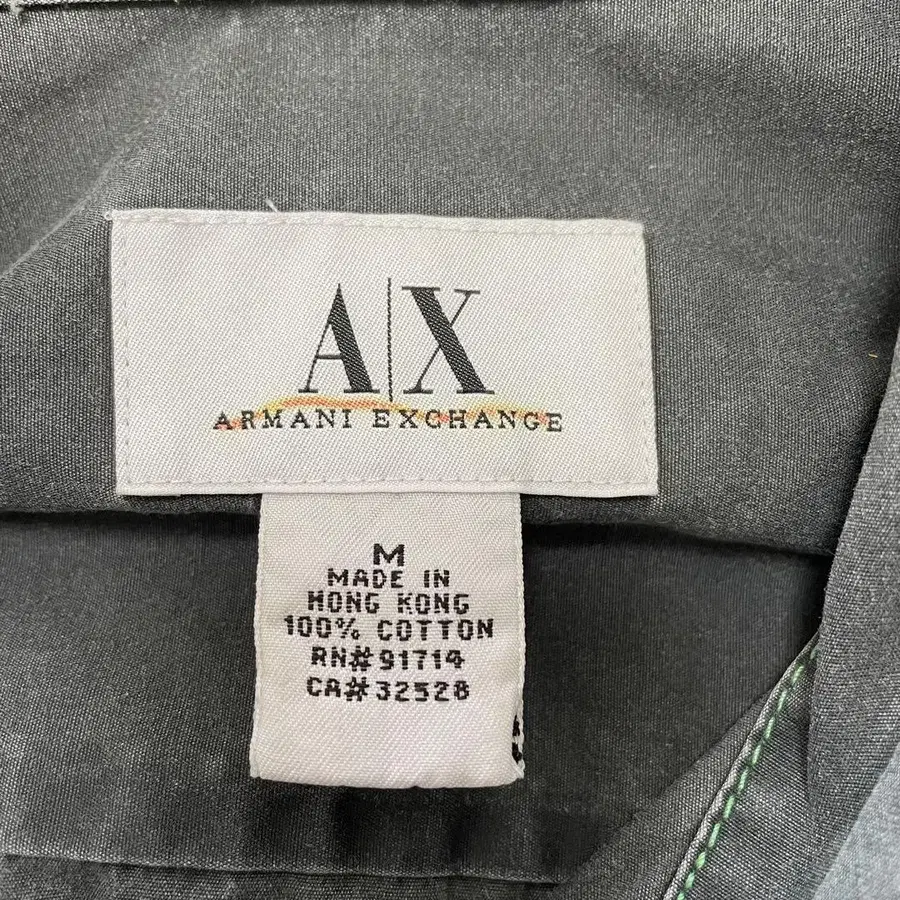 A|X
ARMANI EXCHANGE
M
MADE IN
HONG KONG
100% COTTON
RN#91714
CA#32528